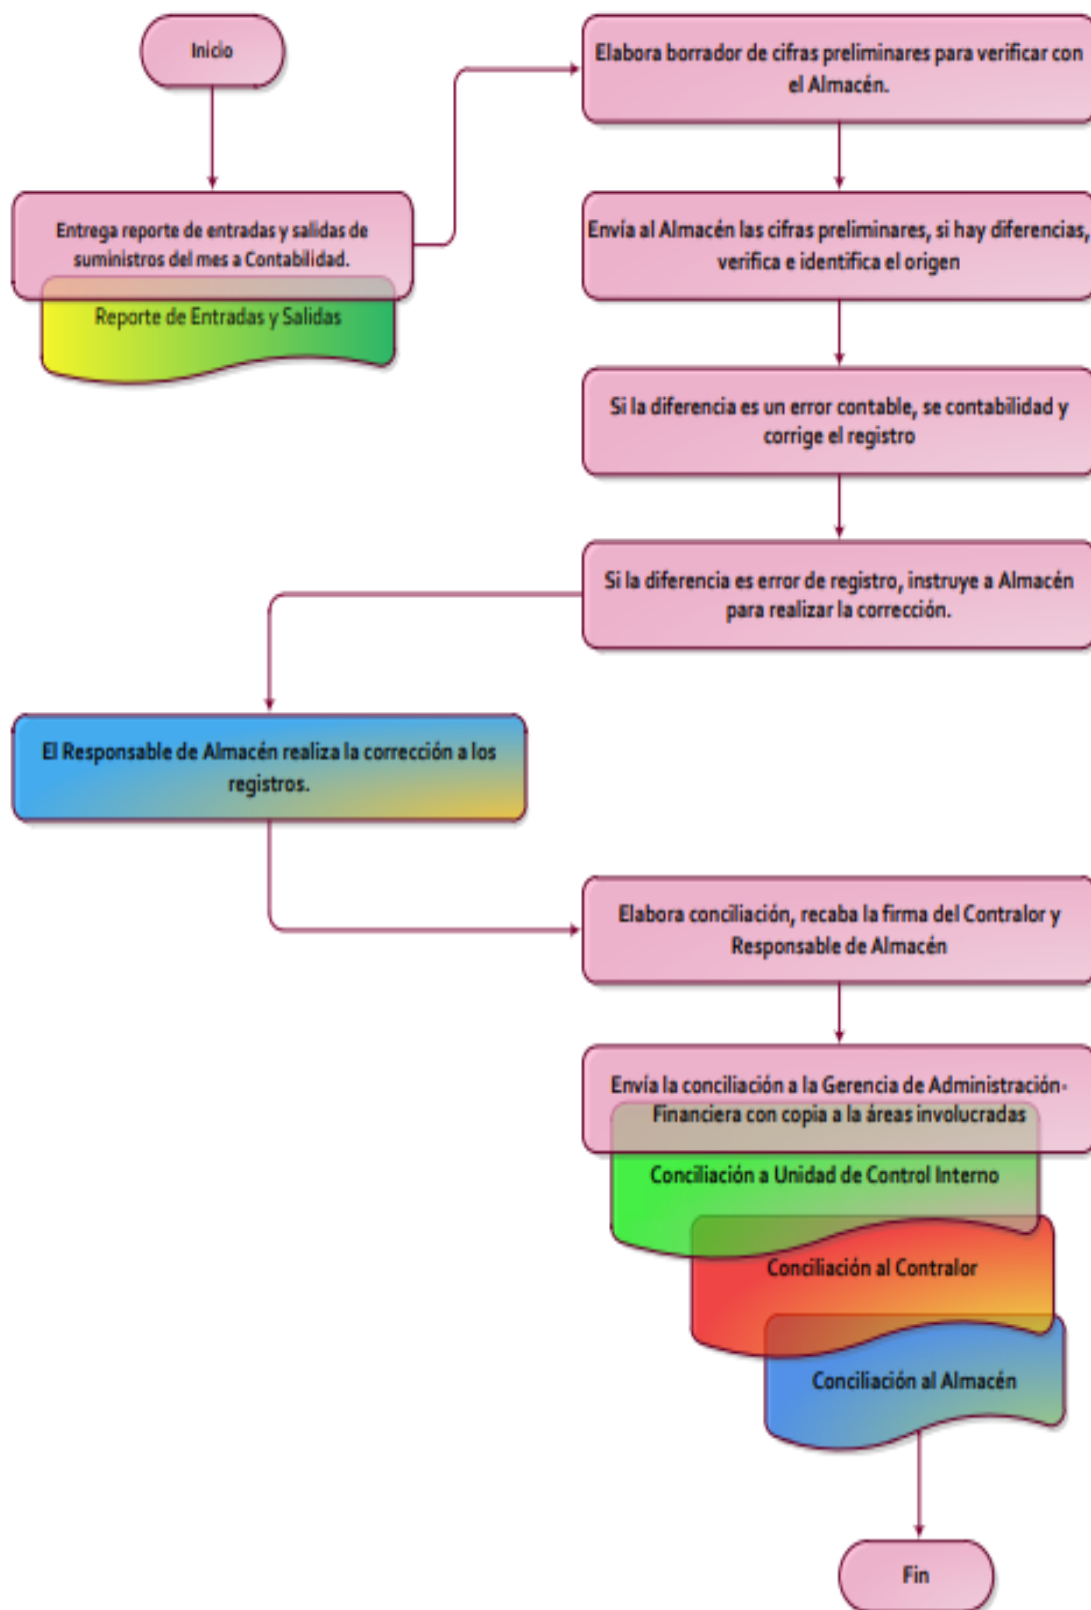 Inicio
Entrega reporte de entradas y salidas de
suministros del mes a Contabilidad.
Reporte de Entradas y Salidas
Elabora borrador de cifras preliminares para verificar con
el Almacén.
Envía al Almacén las cifras preliminares, si hay diferencias,
verifica e identifica el origen
Si la diferencia es un error contable, se contabilidad y
corrige el registro
Si la diferencia es error de registro, instruye a Almacén
para realizar la corrección.
El Responsable de Almacén realiza la corrección a los
registros.
Elabora conciliación, recaba la firma del Contralor y
Responsable de Almacén
Envía la conciliación a la Gerencia de Administración-
Financiera con copia a la áreas involucradas
Conciliación a Unidad de Control Interno
Conciliación al Contralor
Conciliación al Almacén
Fin